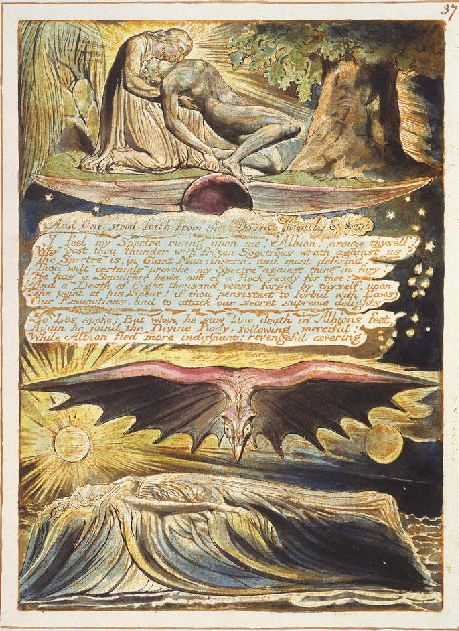 37
And One stood forth from the Divine Family & said
I feel my Spectre rising upon me! Albion! arouze thyself!
Why dost thou thunder with frozen Spectrous wrath against us?
The Spectre is, in Giant Man; insane, and most deform'd.
Thou wilt certainly provoke my Spectre against thine in fury!
He has a Sepulcher hewn out of a Rock ready for thee:
And a Death of Eight thousand years forg'd by thyself, upon
The point of his Spear! if thou persistest to forbid with Laws
Our Emanations, and to attack our secret supreme delights
So Los spoke: But when he saw blue death in Albions feet,
Again he join'd the Divine Body, following merciful;
While Albion fled more indignant! revengeful covering